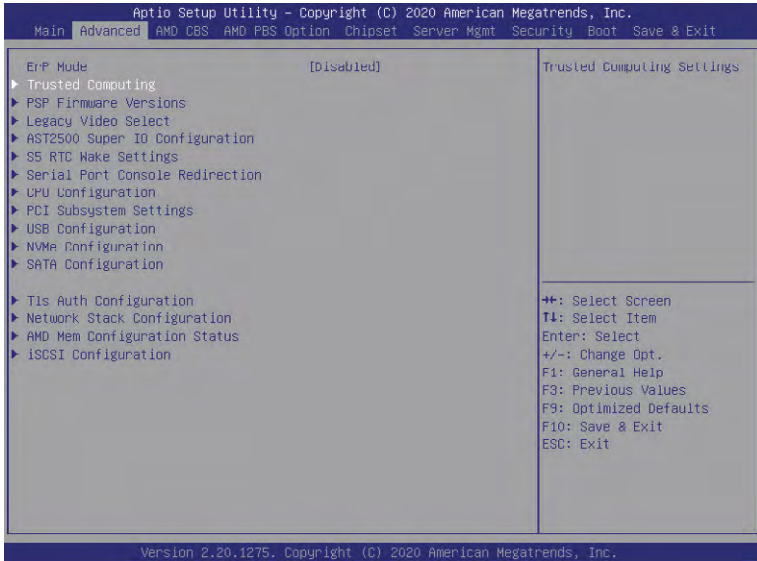 Aptio Setup Utility – Copyright (C) 2020 American Megatrends, Inc.
Main Advanced AMD CBS AMD PBS Option Chipset Server Mgmt Security Boot Save & Exit
ErP Mode [Disabled]
▶ Trusted Computing
▶ PSP Firmware Versions
▶ Legacy Video Select
▶ AST2500 Super IO Configuration
▶ S5 RTC Wake Settings
▶ Serial Port Console Redirection
▶ CPU Configuration
▶ PCI Subsystem Settings
▶ USB Configuration
▶ NVMe Configuration
▶ SATA Configuration
▶ Tls Auth Configuration
▶ Network Stack Configuration
▶ AMD Mem Configuration Status
▶ iSCSI Configuration
Trusted Computing Settings
→←: Select Screen
↑↓: Select Item
Enter: Select
+/-: Change Opt.
F1: General Help
F3: Previous Values
F9: Optimized Defaults
F10: Save & Exit
ESC: Exit
Version 2.20.1275. Copyright (C) 2020 American Megatrends, Inc.